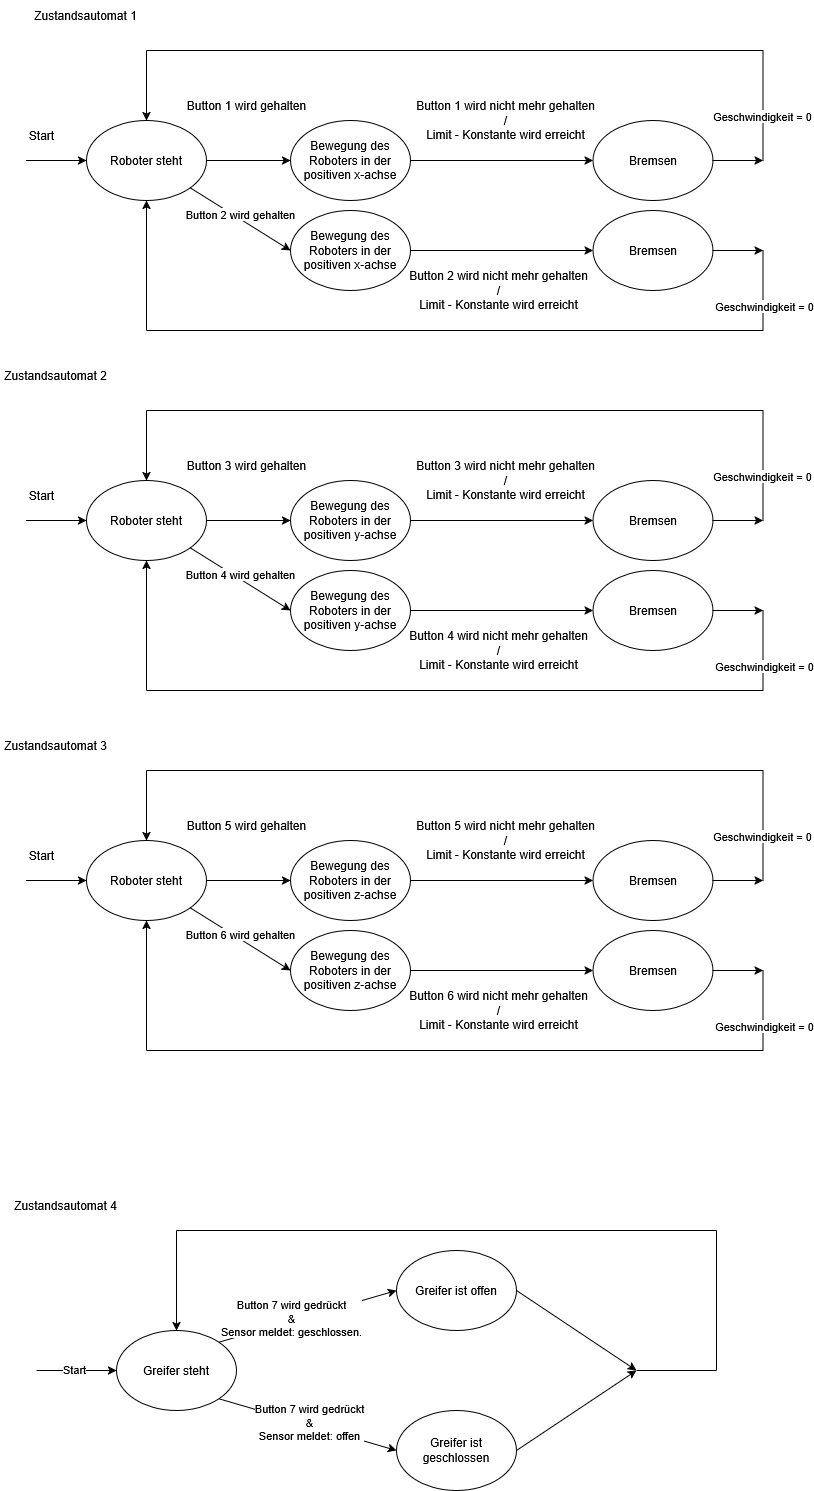 Zustandsautomat 1
Button 1 wird gehalten
Button 1 wird nicht mehr gehalten
/
Limit - Konstante wird erreicht
Geschwindigkeit = 0
Start
Roboter steht
Bewegung des
Roboters in der
positiven x-achse
Bremsen
Button 2 wird gehalten
Bewegung des
Roboters in der
positiven x-achse
Bremsen
Button 2 wird nicht mehr gehalten
/
Limit - Konstante wird erreicht
Geschwindigkeit = 0
Zustandsautomat 2
Button 3 wird gehalten
Button 3 wird nicht mehr gehalten
/
Limit - Konstante wird erreicht
Geschwindigkeit = 0
Start
Roboter steht
Bewegung des
Roboters in der
positiven y-achse
Bremsen
Button 4 wird gehalten
Bewegung des
Roboters in der
positiven y-achse
Bremsen
Button 4 wird nicht mehr gehalten
/
Limit - Konstante wird erreicht
Geschwindigkeit = 0
Zustandsautomat 3
Button 5 wird gehalten
Button 5 wird nicht mehr gehalten
/
Limit - Konstante wird erreicht
Geschwindigkeit = 0
Start
Roboter steht
Bewegung des
Roboters in der
positiven z-achse
Bremsen
Button 6 wird gehalten
Bewegung des
Roboters in der
positiven z-achse
Bremsen
Button 6 wird nicht mehr gehalten
/
Limit - Konstante wird erreicht
Geschwindigkeit = 0
Zustandsautomat 4
Greifer ist offen
Button 7 wird gedrückt
&
Sensor meldet: geschlossen.
Start
Greifer steht
Button 7 wird gedrückt
&
Sensor meldet: offen
Greifer ist
geschlossen